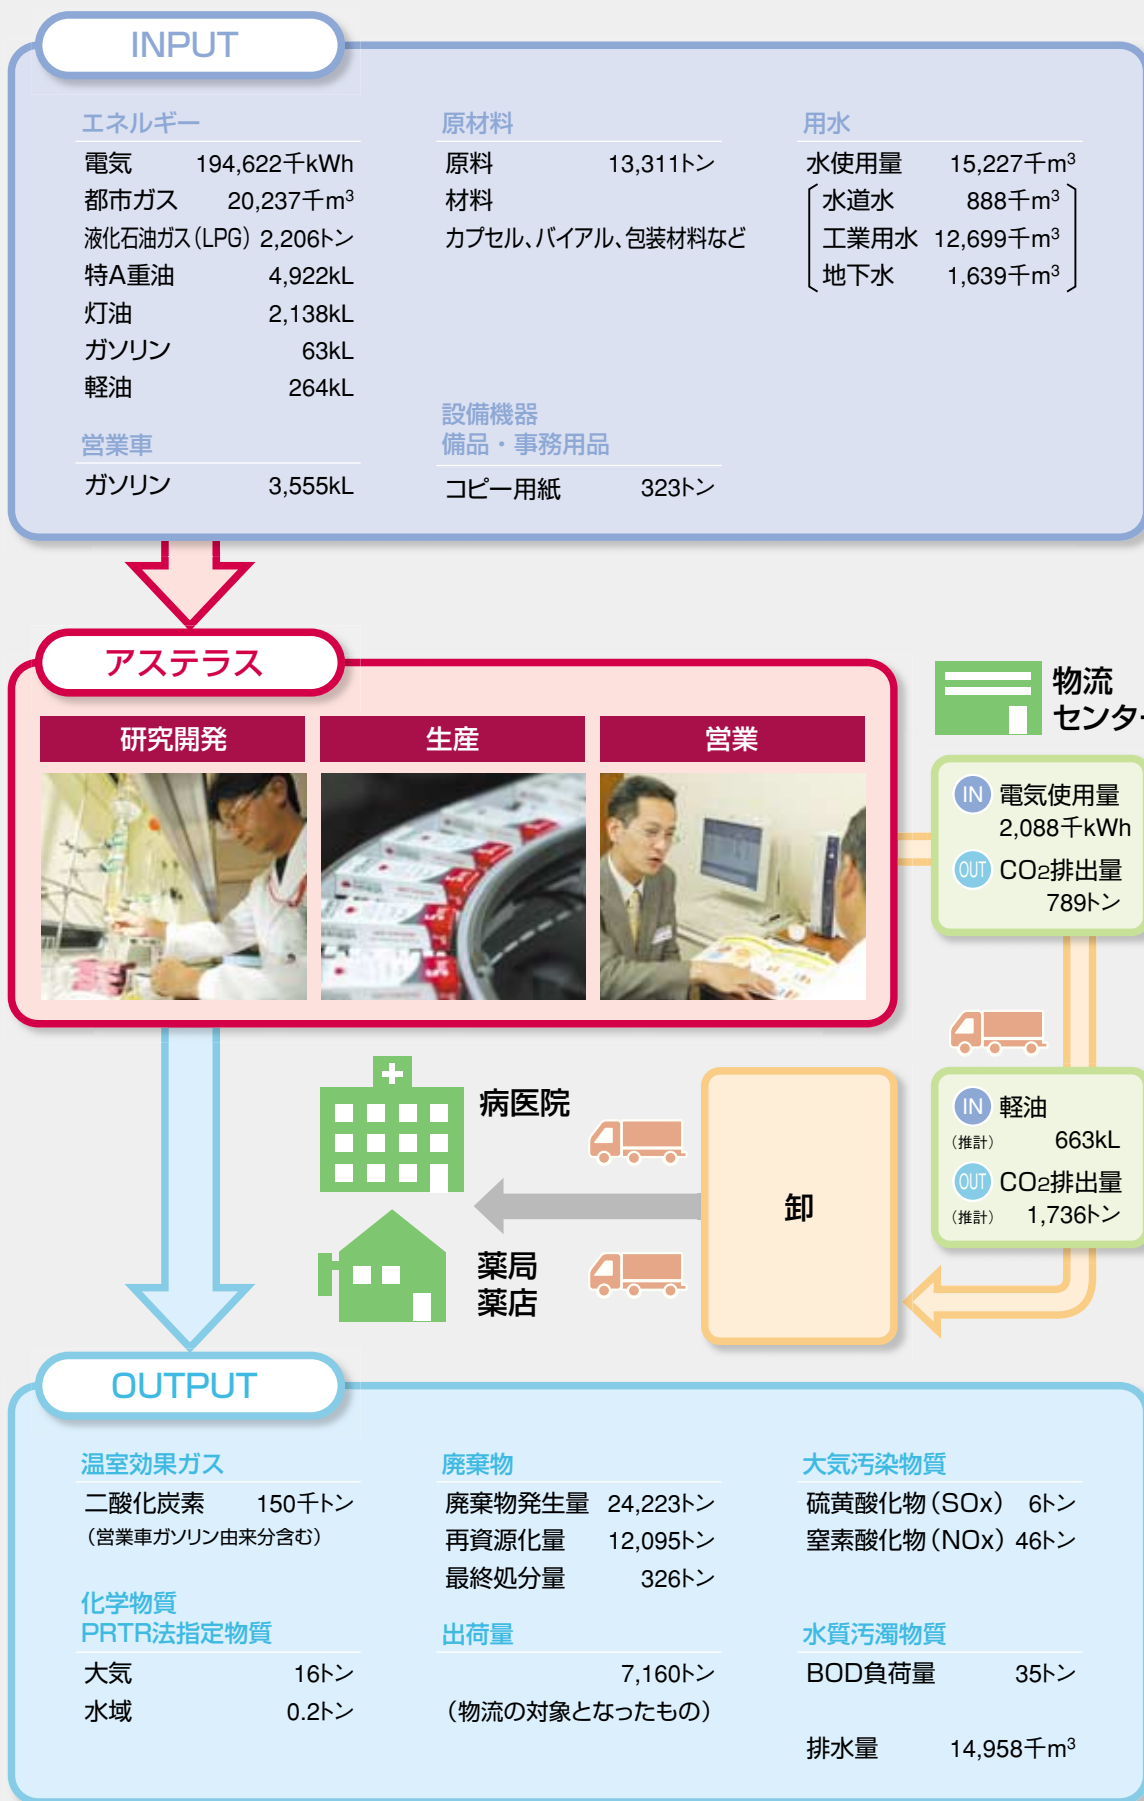 INPUT
エネルギー
電気 194,622千kWh
都市ガス 20,237千m³
液化石油ガス(LPG) 2,206トン
特A重油 4,922kL
灯油 2,138kL
ガソリン 63kL
軽油 264kL
営業車
ガソリン 3,555kL
原材料
原料 13,311トン
材料
カプセル、バイアル、包装材料など
設備機器
備品・事務用品
コピー用紙 323トン
用水
水使用量 15,227千m³
水道水 888千m³
工業用水 12,699千m³
地下水 1,639千m³
アステラス
研究開発
生産
営業
物流
センター
IN 電気使用量
2,088千kWh
OUT CO2排出量
789トン
IN 軽油
(推計) 663kL
OUT CO2排出量
(推計) 1,736トン
卸
病医院
薬局
薬店
OUTPUT
温室効果ガス
二酸化炭素 150千トン
(営業車ガソリン由来分含む)
化学物質
PRTR法指定物質
大気 16トン
水域 0.2トン
廃棄物
廃棄物発生量 24,223トン
再資源化量 12,095トン
最終処分量 326トン
出荷量
7,160トン
(物流の対象となったもの)
大気汚染物質
硫黄酸化物(SOx) 6トン
窒素酸化物(NOx) 46トン
水質汚濁物質
BOD負荷量 35トン
排水量 14,958千m³